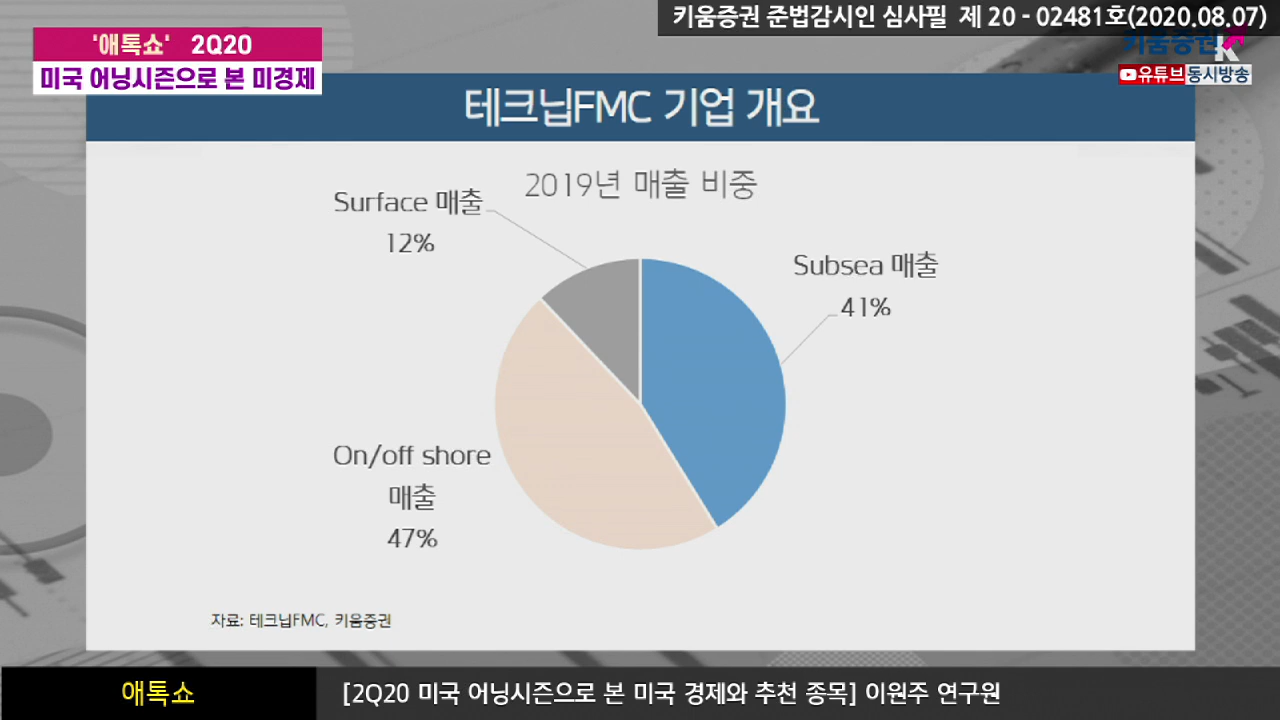 키움증권 준법감시인 심사필 제 20 - 02481호(2020.08.07)
'애톡쇼' 2Q20
미국 어닝시즌으로 본 미경제
키움증권
유튜브동시방송
테크닙FMC 기업 개요
2019년 매출 비중
Surface 매출
12%
Subsea 매출
41%
On/off shore
매출
47%
자료: 테크닙FMC, 키움증권
애톡쇼
[2Q20 미국 어닝시즌으로 본 미국 경제와 추천 종목] 이원주 연구원